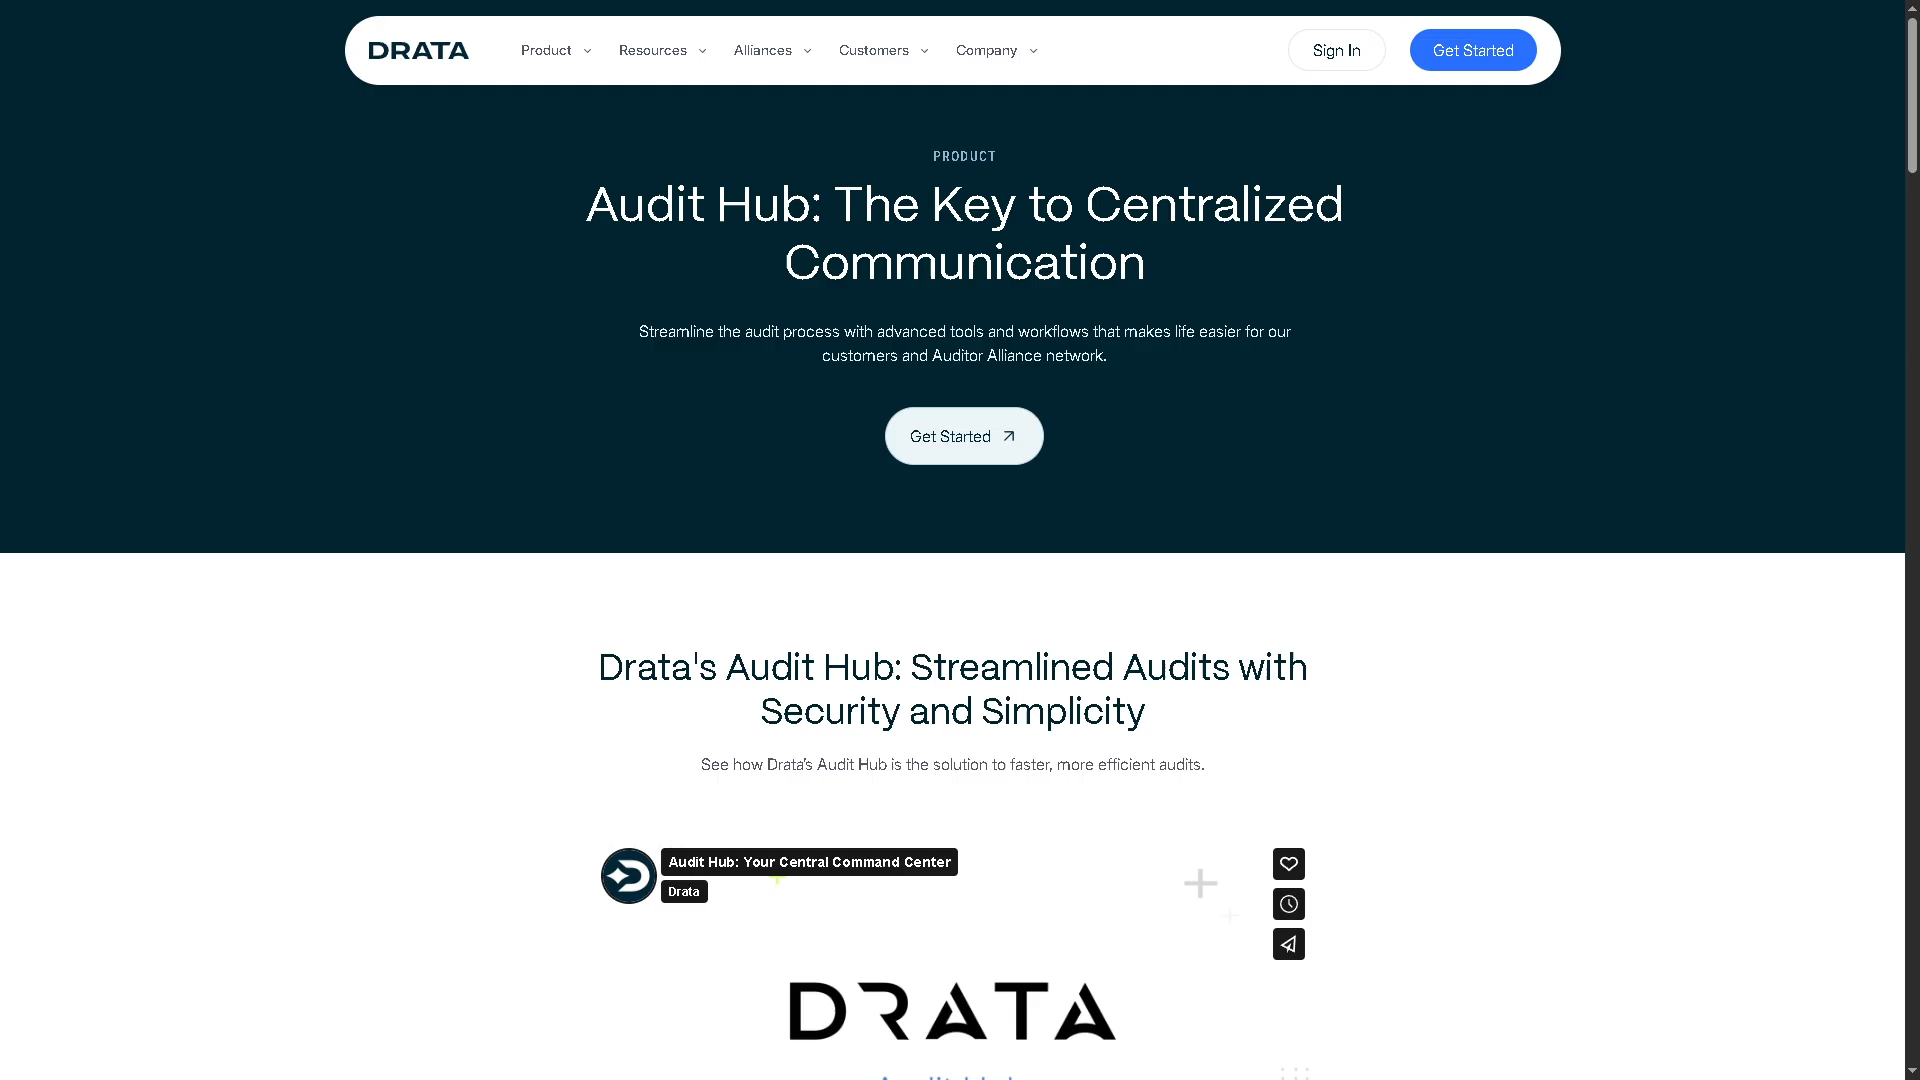 DRATA
Product
Resources
Alliances
Customers
Company
Sign In
Get Started
PRODUCT
Audit Hub: The Key to Centralized
Communication
Streamline the audit process with advanced tools and workflows that makes life easier for our
customers and Auditor Alliance network.
Get Started
Drata's Audit Hub: Streamlined Audits with
Security and Simplicity
See how Drata's Audit Hub is the solution to faster, more efficient audits.
Audit Hub: Your Central Command Center
Drata
DRATA